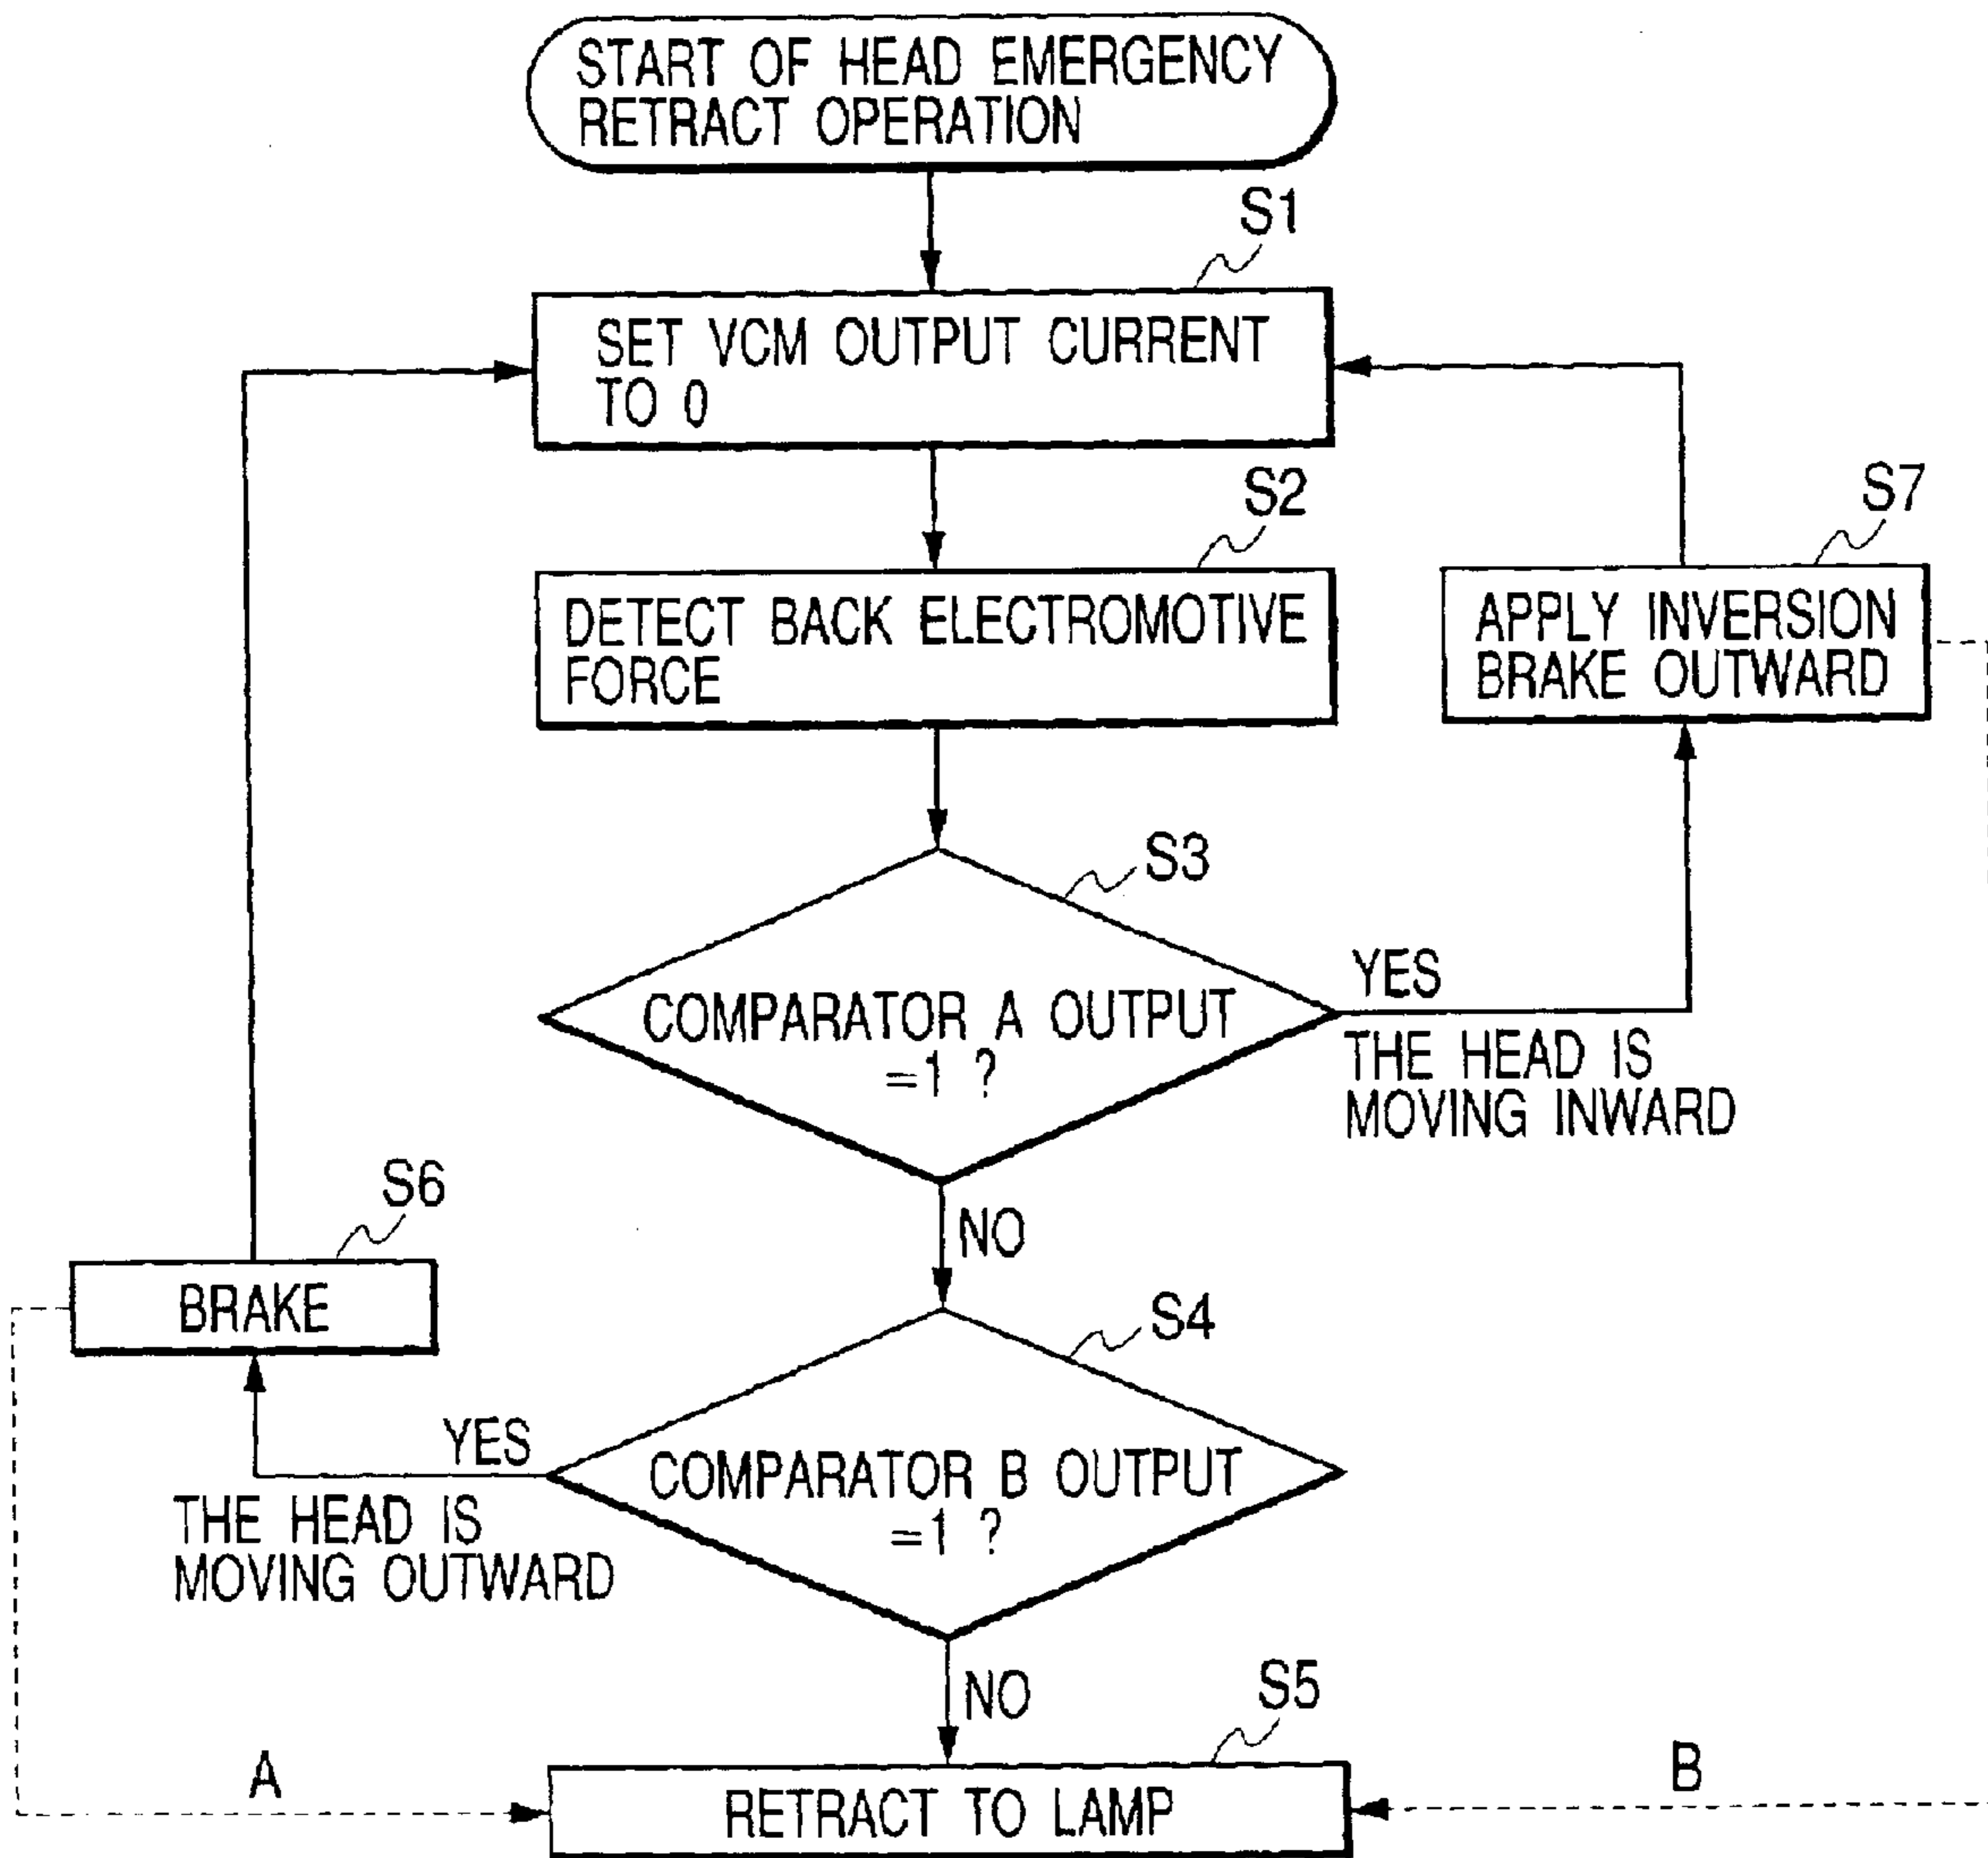 START OF HEAD EMERGENCY
RETRACT OPERATION
S1
SET VCM OUTPUT CURRENT
TO 0
S2
DETECT BACK ELECTROMOTIVE
FORCE
S7
APPLY INVERSION
BRAKE OUTWARD
S3
COMPARATOR A OUTPUT
=1 ?
YES
THE HEAD IS
MOVING INWARD
NO
S6
BRAKE
S4
COMPARATOR B OUTPUT
=1 ?
YES
THE HEAD IS
MOVING OUTWARD
NO
S5
RETRACT TO LAMP
A
B